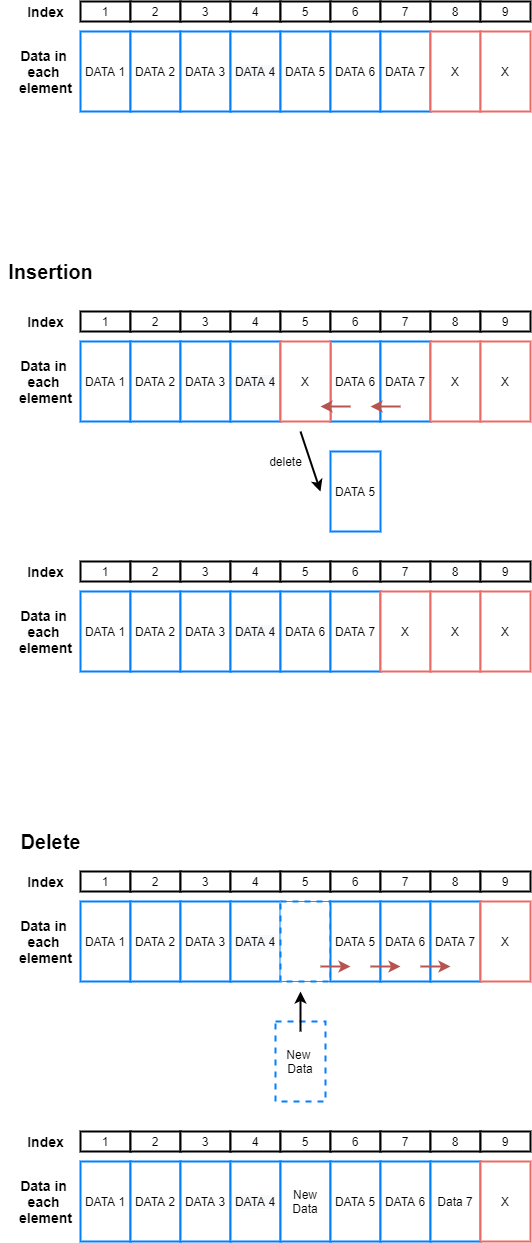 Index 1 2 3 4 5 6 7 8 9
Data in
each
element
DATA 1 DATA 2 DATA 3 DATA 4 DATA 5 DATA 6 DATA 7 X X
Insertion
Index 1 2 3 4 5 6 7 8 9
Data in
each
element
DATA 1 DATA 2 DATA 3 DATA 4 X DATA 6 DATA 7 X X
delete
DATA 5
Index 1 2 3 4 5 6 7 8 9
Data in
each
element
DATA 1 DATA 2 DATA 3 DATA 4 DATA 6 DATA 7 X X X
Delete
Index 1 2 3 4 5 6 7 8 9
Data in
each
element
DATA 1 DATA 2 DATA 3 DATA 4 DATA 5 DATA 6 DATA 7 X
New
Data
Index 1 2 3 4 5 6 7 8 9
Data in
each
element
DATA 1 DATA 2 DATA 3 DATA 4 New Data DATA 5 DATA 6 Data 7 X